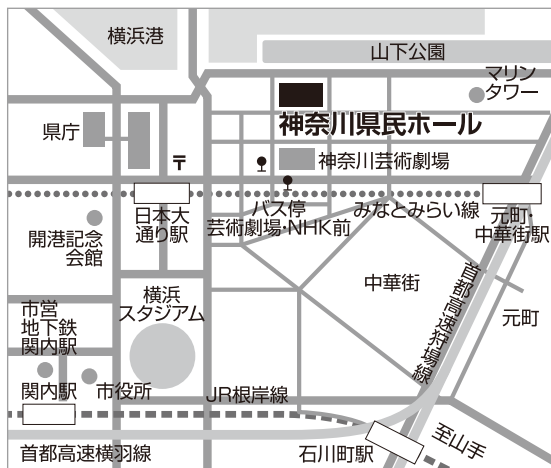 横浜港
山下公園
マリン
タワー
神奈川県民ホール
県庁
〒
神奈川芸術劇場
日本大
通り駅
バス停
芸術劇場・NHK前
みなとみらい線
元町・
中華街駅
開港記念
会館
中華街
首都高速狩場線
元町
横浜
スタジアム
市営
地下鉄
関内駅
関内駅
市役所
JR根岸線
首都高速横羽線
石川町駅
至山手